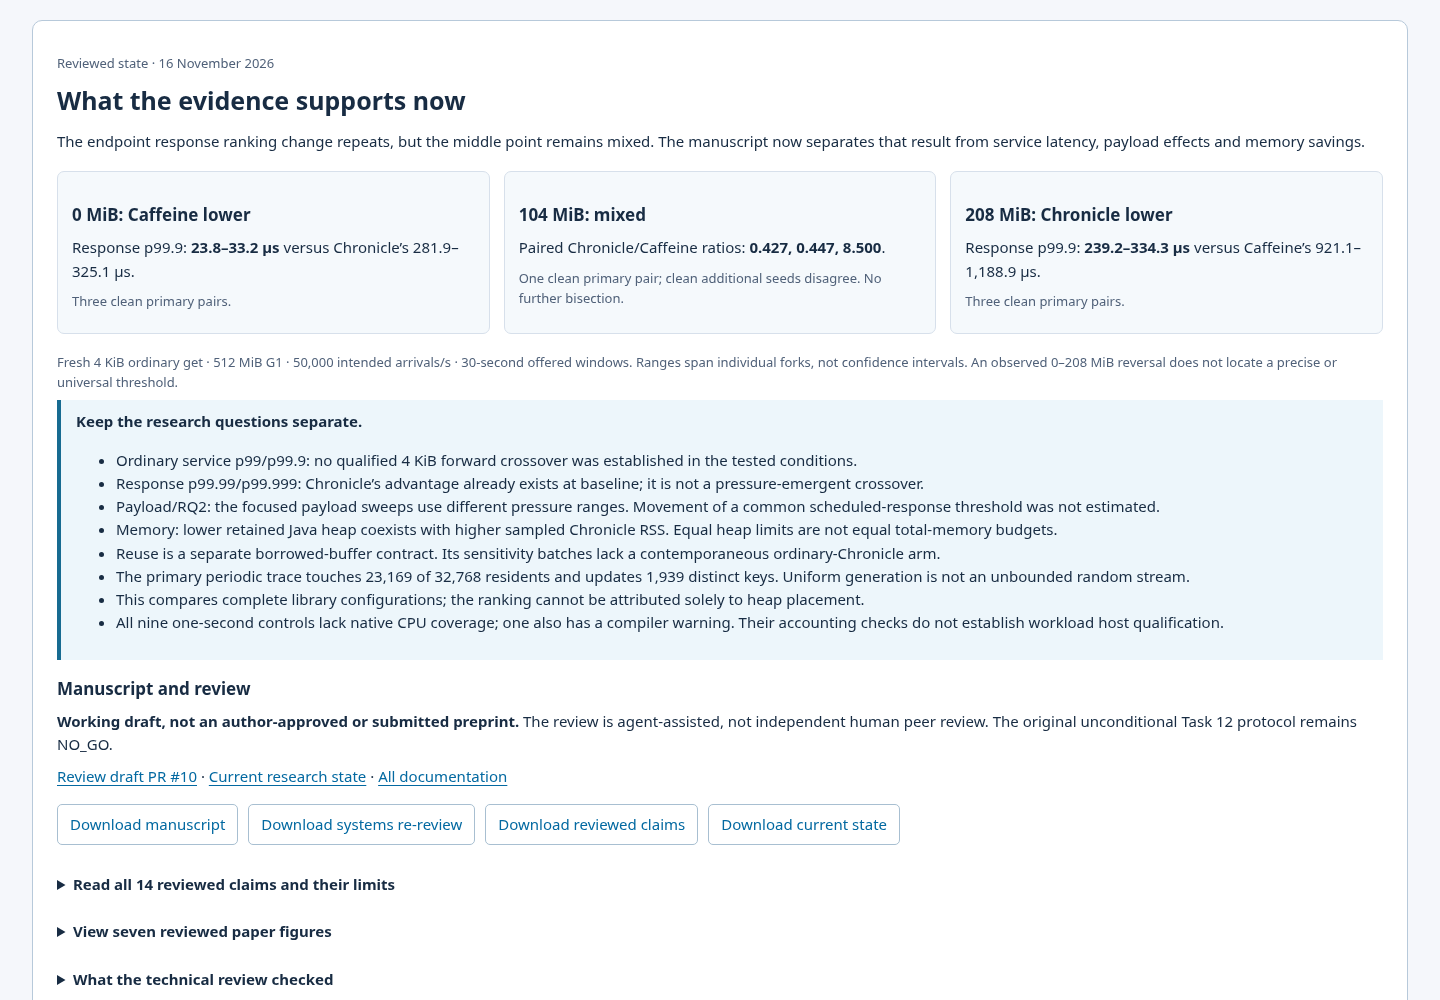 Reviewed state · 16 November 2026
What the evidence supports now
The endpoint response ranking change repeats, but the middle point remains mixed. The manuscript now separates that result from service latency, payload effects and memory savings.
0 MiB: Caffeine lower
Response p99.9: 23.8–33.2 µs versus Chronicle’s 281.9–
325.1 µs.
Three clean primary pairs.
104 MiB: mixed
Paired Chronicle/Caffeine ratios: 0.427, 0.447, 8.500.
One clean primary pair; clean additional seeds disagree. No
further bisection.
208 MiB: Chronicle lower
Response p99.9: 239.2–334.3 µs versus Caffeine’s 921.1–
1,188.9 µs.
Three clean primary pairs.
Fresh 4 KiB ordinary get · 512 MiB G1 · 50,000 intended arrivals/s · 30-second offered windows. Ranges span individual forks, not confidence intervals. An observed 0–208 MiB reversal does not locate a precise or
universal threshold.
Keep the research questions separate.
• Ordinary service p99/p99.9: no qualified 4 KiB forward crossover was established in the tested conditions.
• Response p99.99/p99.999: Chronicle’s advantage already exists at baseline; it is not a pressure-emergent crossover.
• Payload/RQ2: the focused payload sweeps use different pressure ranges. Movement of a common scheduled-response threshold was not estimated.
• Memory: lower retained Java heap coexists with higher sampled Chronicle RSS. Equal heap limits are not equal total-memory budgets.
• Reuse is a separate borrowed-buffer contract. Its sensitivity batches lack a contemporaneous ordinary-Chronicle arm.
• The primary periodic trace touches 23,169 of 32,768 residents and updates 1,939 distinct keys. Uniform generation is not an unbounded random stream.
• This compares complete library configurations; the ranking cannot be attributed solely to heap placement.
• All nine one-second controls lack native CPU coverage; one also has a compiler warning. Their accounting checks do not establish workload host qualification.
Manuscript and review
Working draft, not an author-approved or submitted preprint. The review is agent-assisted, not independent human peer review. The original unconditional Task 12 protocol remains
NO_GO.
Review draft PR #10 · Current research state · All documentation
Download manuscript
Download systems re-review
Download reviewed claims
Download current state
▶ Read all 14 reviewed claims and their limits
▶ View seven reviewed paper figures
▶ What the technical review checked